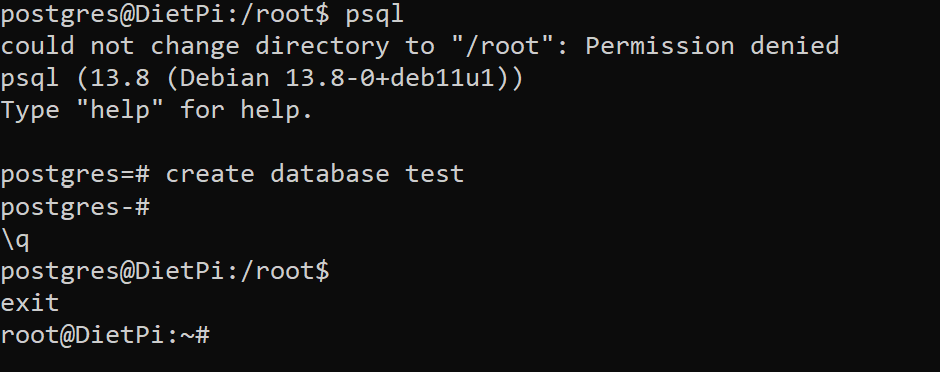 postgres@DietPi:/root$ psql
could not change directory to "/root": Permission denied
psql (13.8 (Debian 13.8-0+deb11u1))
Type "help" for help.

postgres=# create database test
postgres-#
\q
postgres@DietPi:/root$
exit
root@DietPi:~#